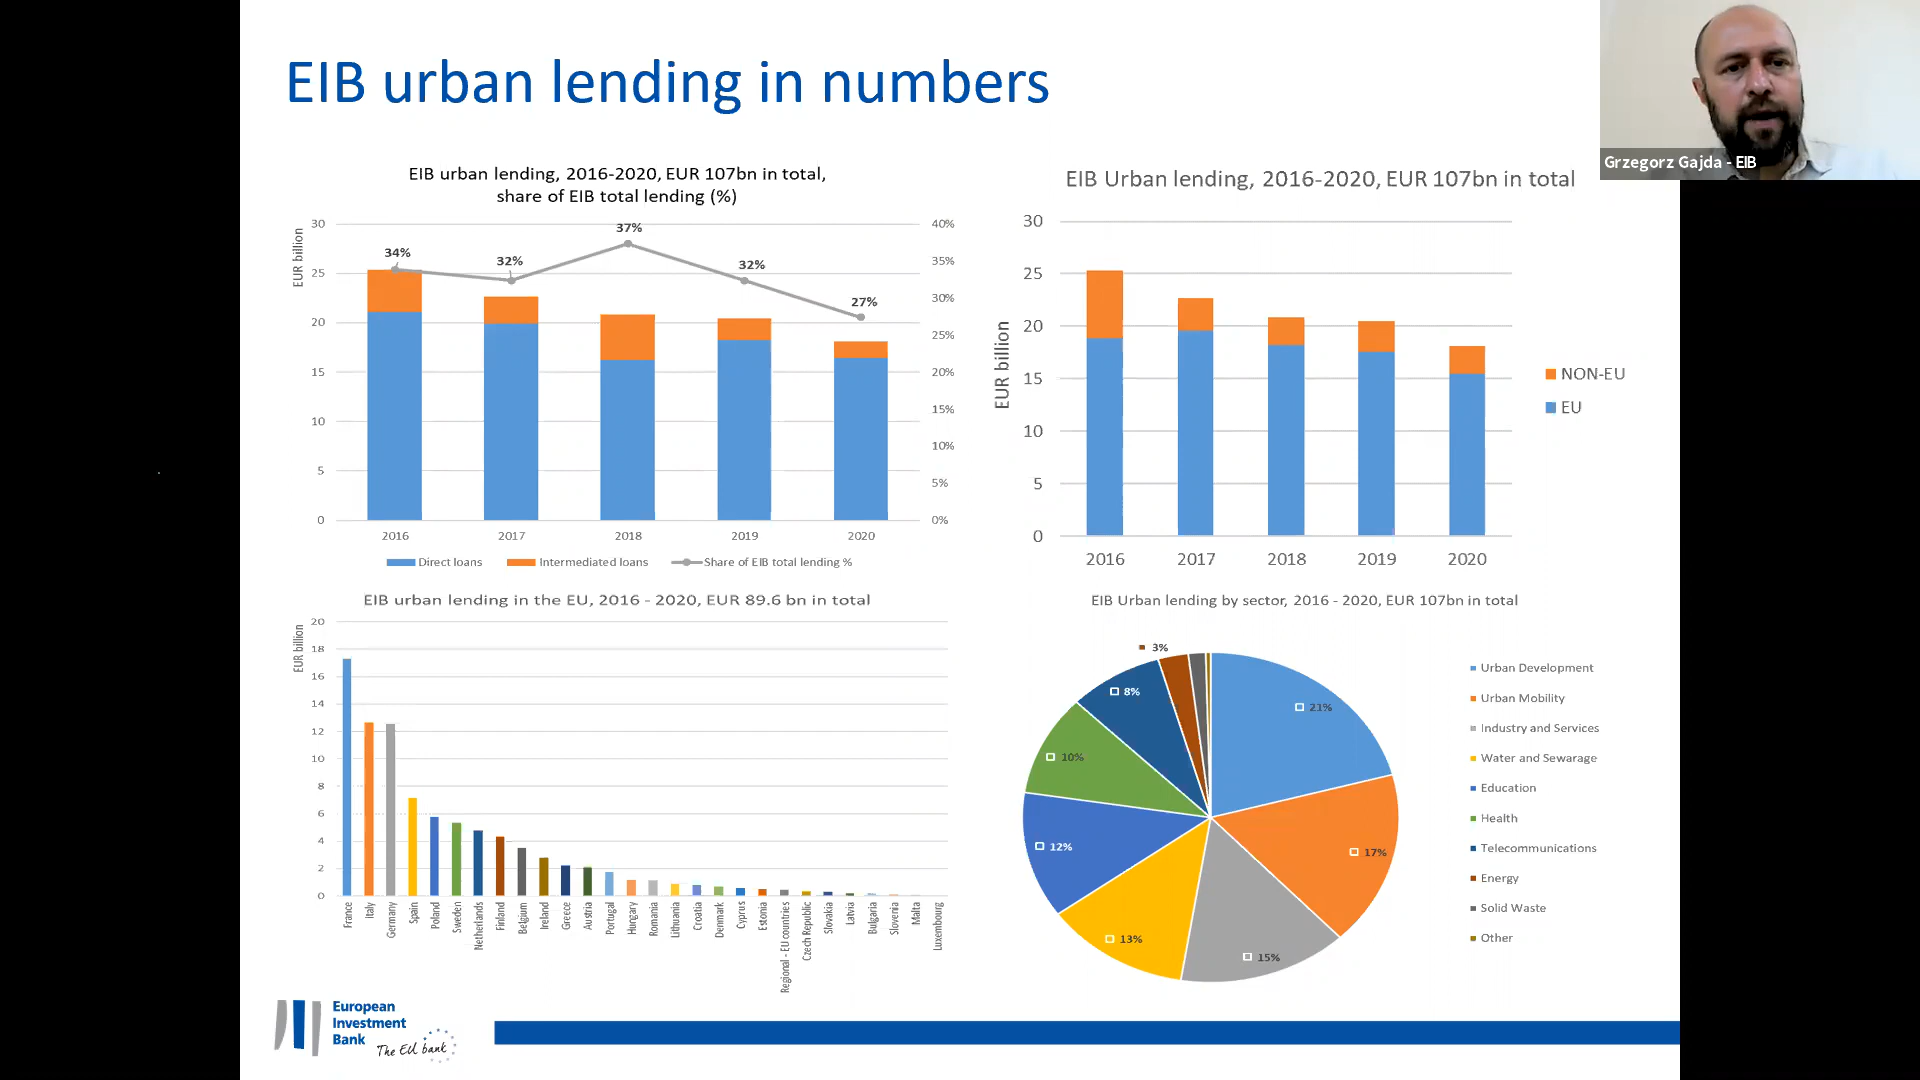 EIB urban lending in numbers
Grzegorz Gajda - EIB
EIB urban lending, 2016-2020, EUR 107bn in total,
share of EIB total lending (%)
EUR billion
30
25
20
15
10
5
0
40%
35%
30%
25%
20%
15%
10%
5%
0%
34%
32%
37%
32%
27%
2016 2017 2018 2019 2020
Direct loans Intermediated loans Share of EIB total lending %
EIB Urban lending, 2016-2020, EUR 107bn in total
EUR billion
30
25
20
15
10
5
0
2016 2017 2018 2019 2020
NON-EU
EU
EIB urban lending in the EU, 2016 - 2020, EUR 89.6 bn in total
EUR billion
20
18
16
14
12
10
8
6
4
2
0
France
Italy
Germany
Spain
Poland
Sweden
Netherlands
Finland
Belgium
Ireland
Greece
Austria
Portugal
Hungary
Romania
Lithuania
Croatia
Denmark
Cyprus
Estonia
Regional - EU countries
Czech Republic
Slovakia
Latvia
Bulgaria
Slovenia
Malta
Luxembourg
EIB Urban lending by sector, 2016 - 2020, EUR 107bn in total
3%
8%
21%
10%
12%
17%
13%
15%
Urban Development
Urban Mobility
Industry and Services
Water and Sewarage
Education
Health
Telecommunications
Energy
Solid Waste
Other
European
Investment
Bank
The EU bank